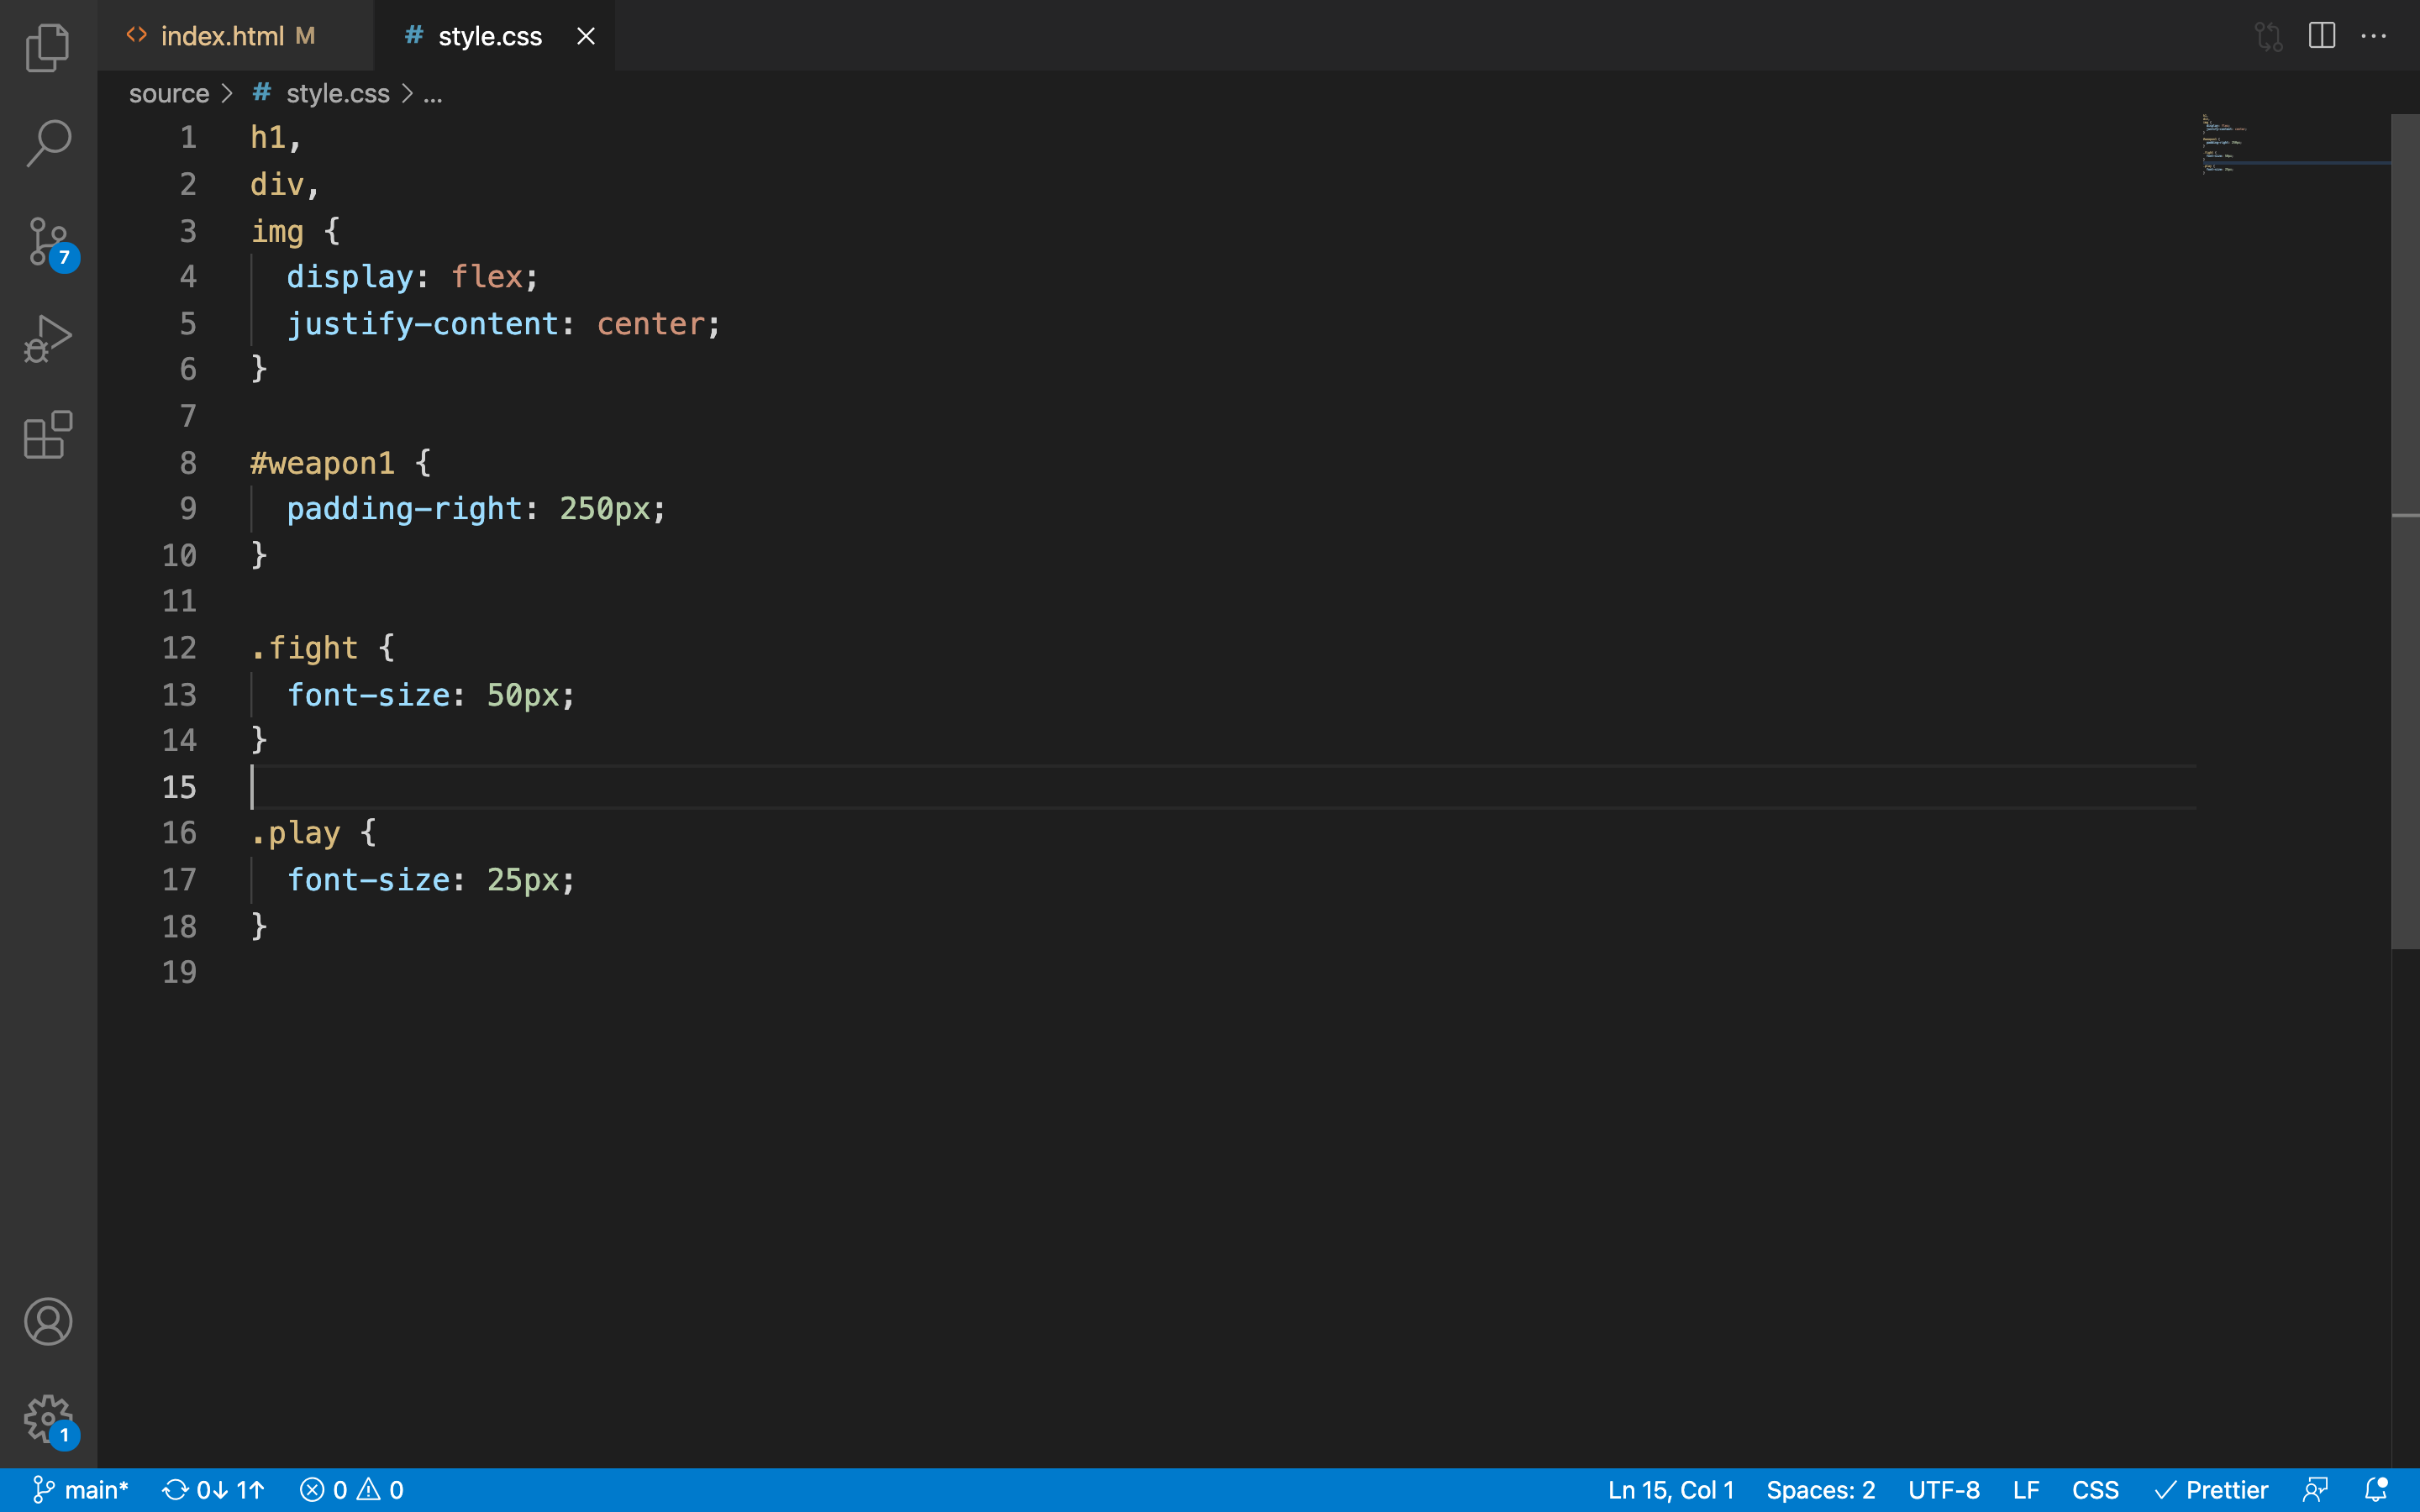 index.html M
# style.css
source > # style.css > ...
1 h1,
2 div,
3 img {
4 display: flex;
5 justify-content: center;
6 }
7
8 #weapon1 {
9 padding-right: 250px;
10 }
11
12 .fight {
13 font-size: 50px;
14 }
15
16 .play {
17 font-size: 25px;
18 }
19
7
1
main* 0↓ 1↑ 0 0 Ln 15, Col 1 Spaces: 2 UTF-8 LF CSS Prettier